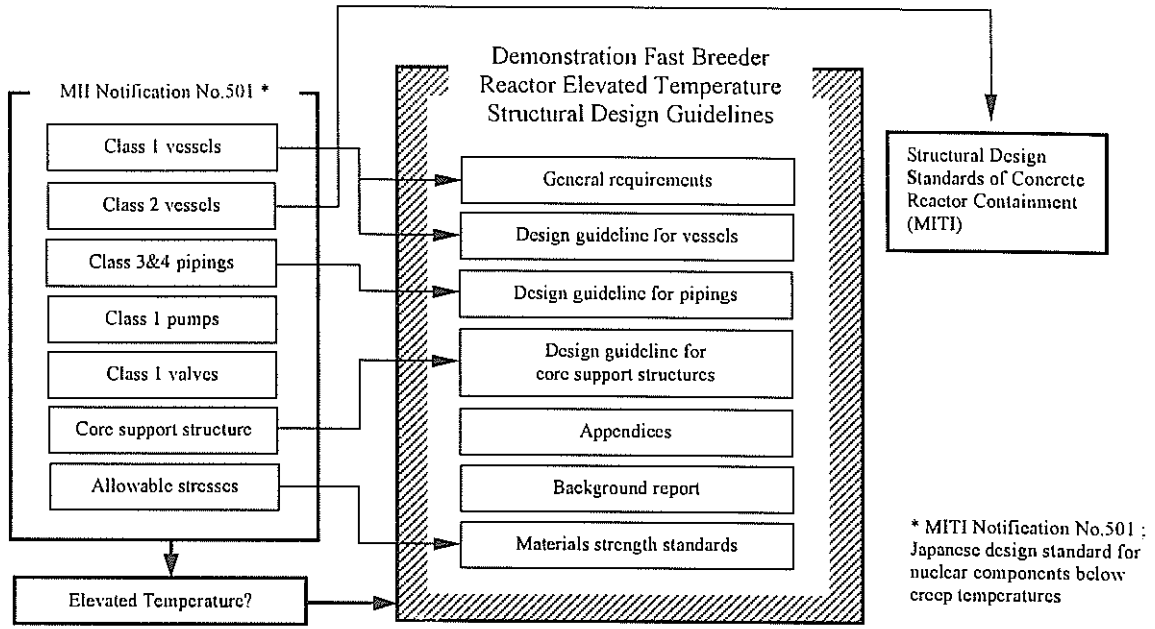 MITI Notification No.501 *
Class 1 vessels
Class 2 vessels
Class 3&4 pipings
Class 1 pumps
Class 1 valves
Core support structure
Allowable stresses
Elevated Temperature?
Demonstration Fast Breeder
Reactor Elevated Temperature
Structural Design Guidelines
General requirements
Design guideline for vessels
Design guideline for pipings
Design guideline for
core support structures
Appendices
Background report
Materials strength standards
Structural Design
Standards of Concrete
Reactor Containment
(MITI)
* MITI Notification No.501 ;
Japanese design standard for
nuclear components below
creep temperatures